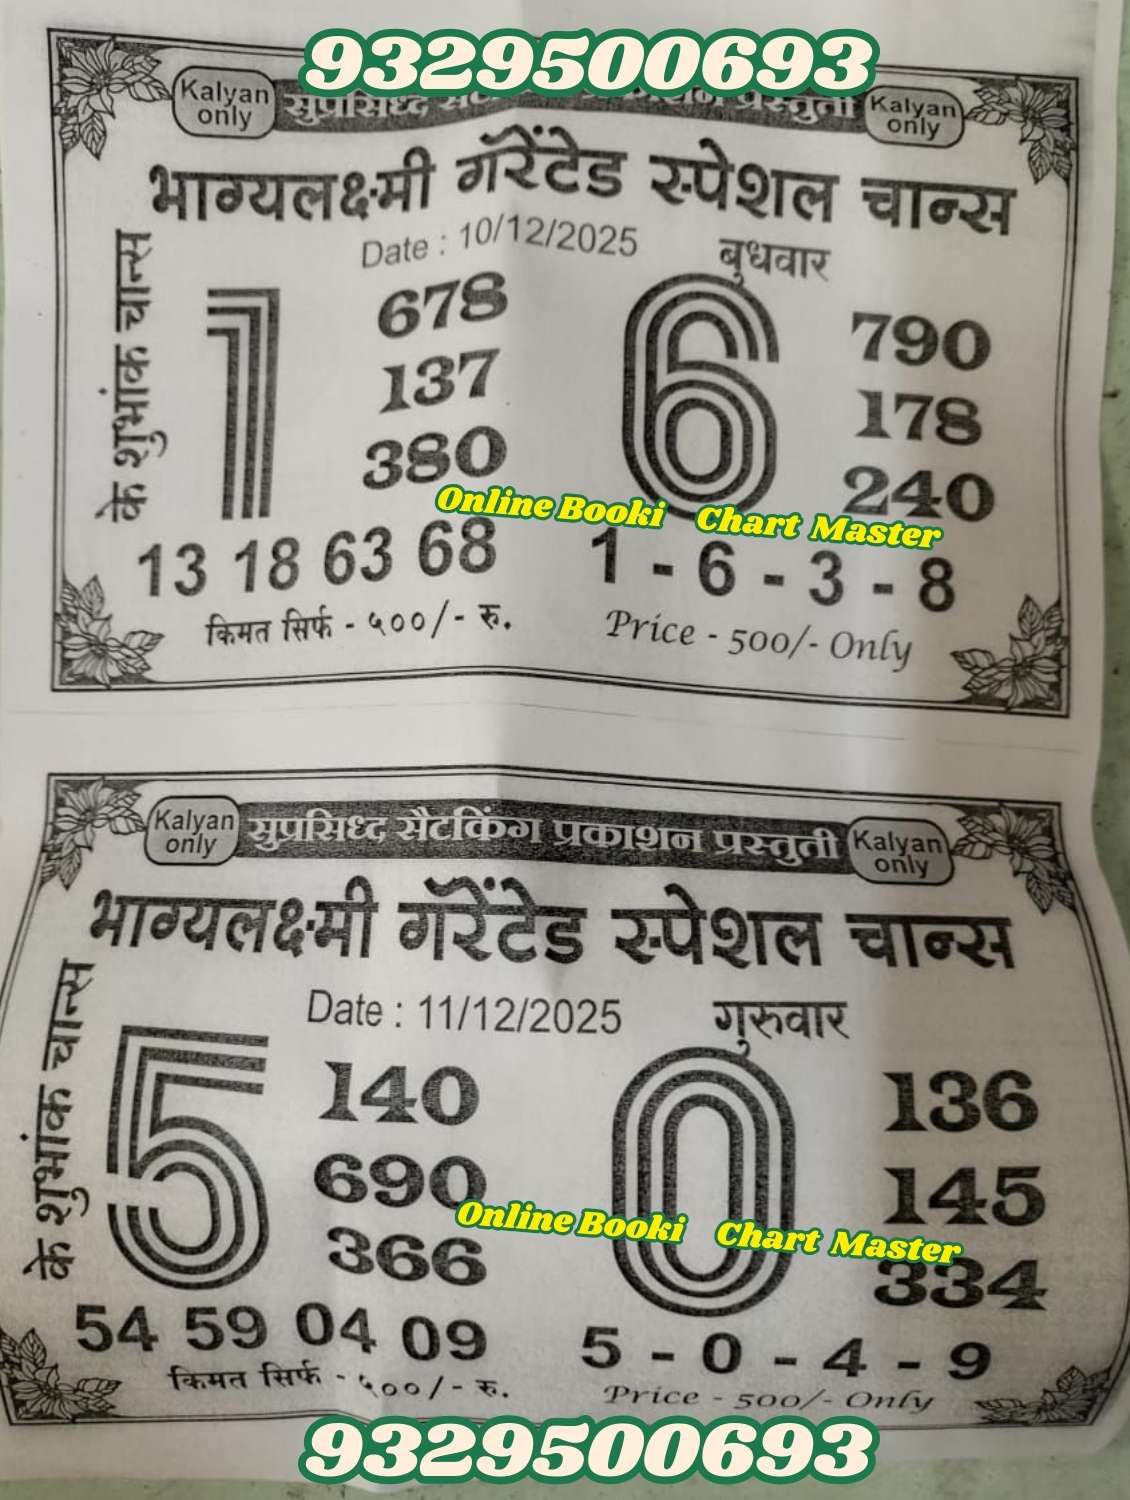 9329500693
Kalyan only सुप्रसिध्द प्रस्तुती Kalyan only
भाग्यलक्ष्मी गॅरेंटेड स्पेशल चान्स
के शुभांक चान्स
Date : 10/12/2025 बुधवार
1 678 137 380
6 790 178 240
Online Booki Chart Master
13 18 63 68 1 - 6 - 3 - 8
किमत सिर्फ - ५००/- रु. Price - 500/- Only
Kalyan only सुप्रसिध्द सॅटकिंग प्रकाशन प्रस्तुती Kalyan only
भाग्यलक्ष्मी गॅरेंटेड स्पेशल चान्स
के शुभांक चान्स
Date : 11/12/2025 गुरुवार
5 140 690 366
0 136 145 334
Online Booki Chart Master
54 59 04 09 5 - 0 - 4 - 9
किमत सिर्फ - ५००/- रु. Price - 500/- Only
9329500693